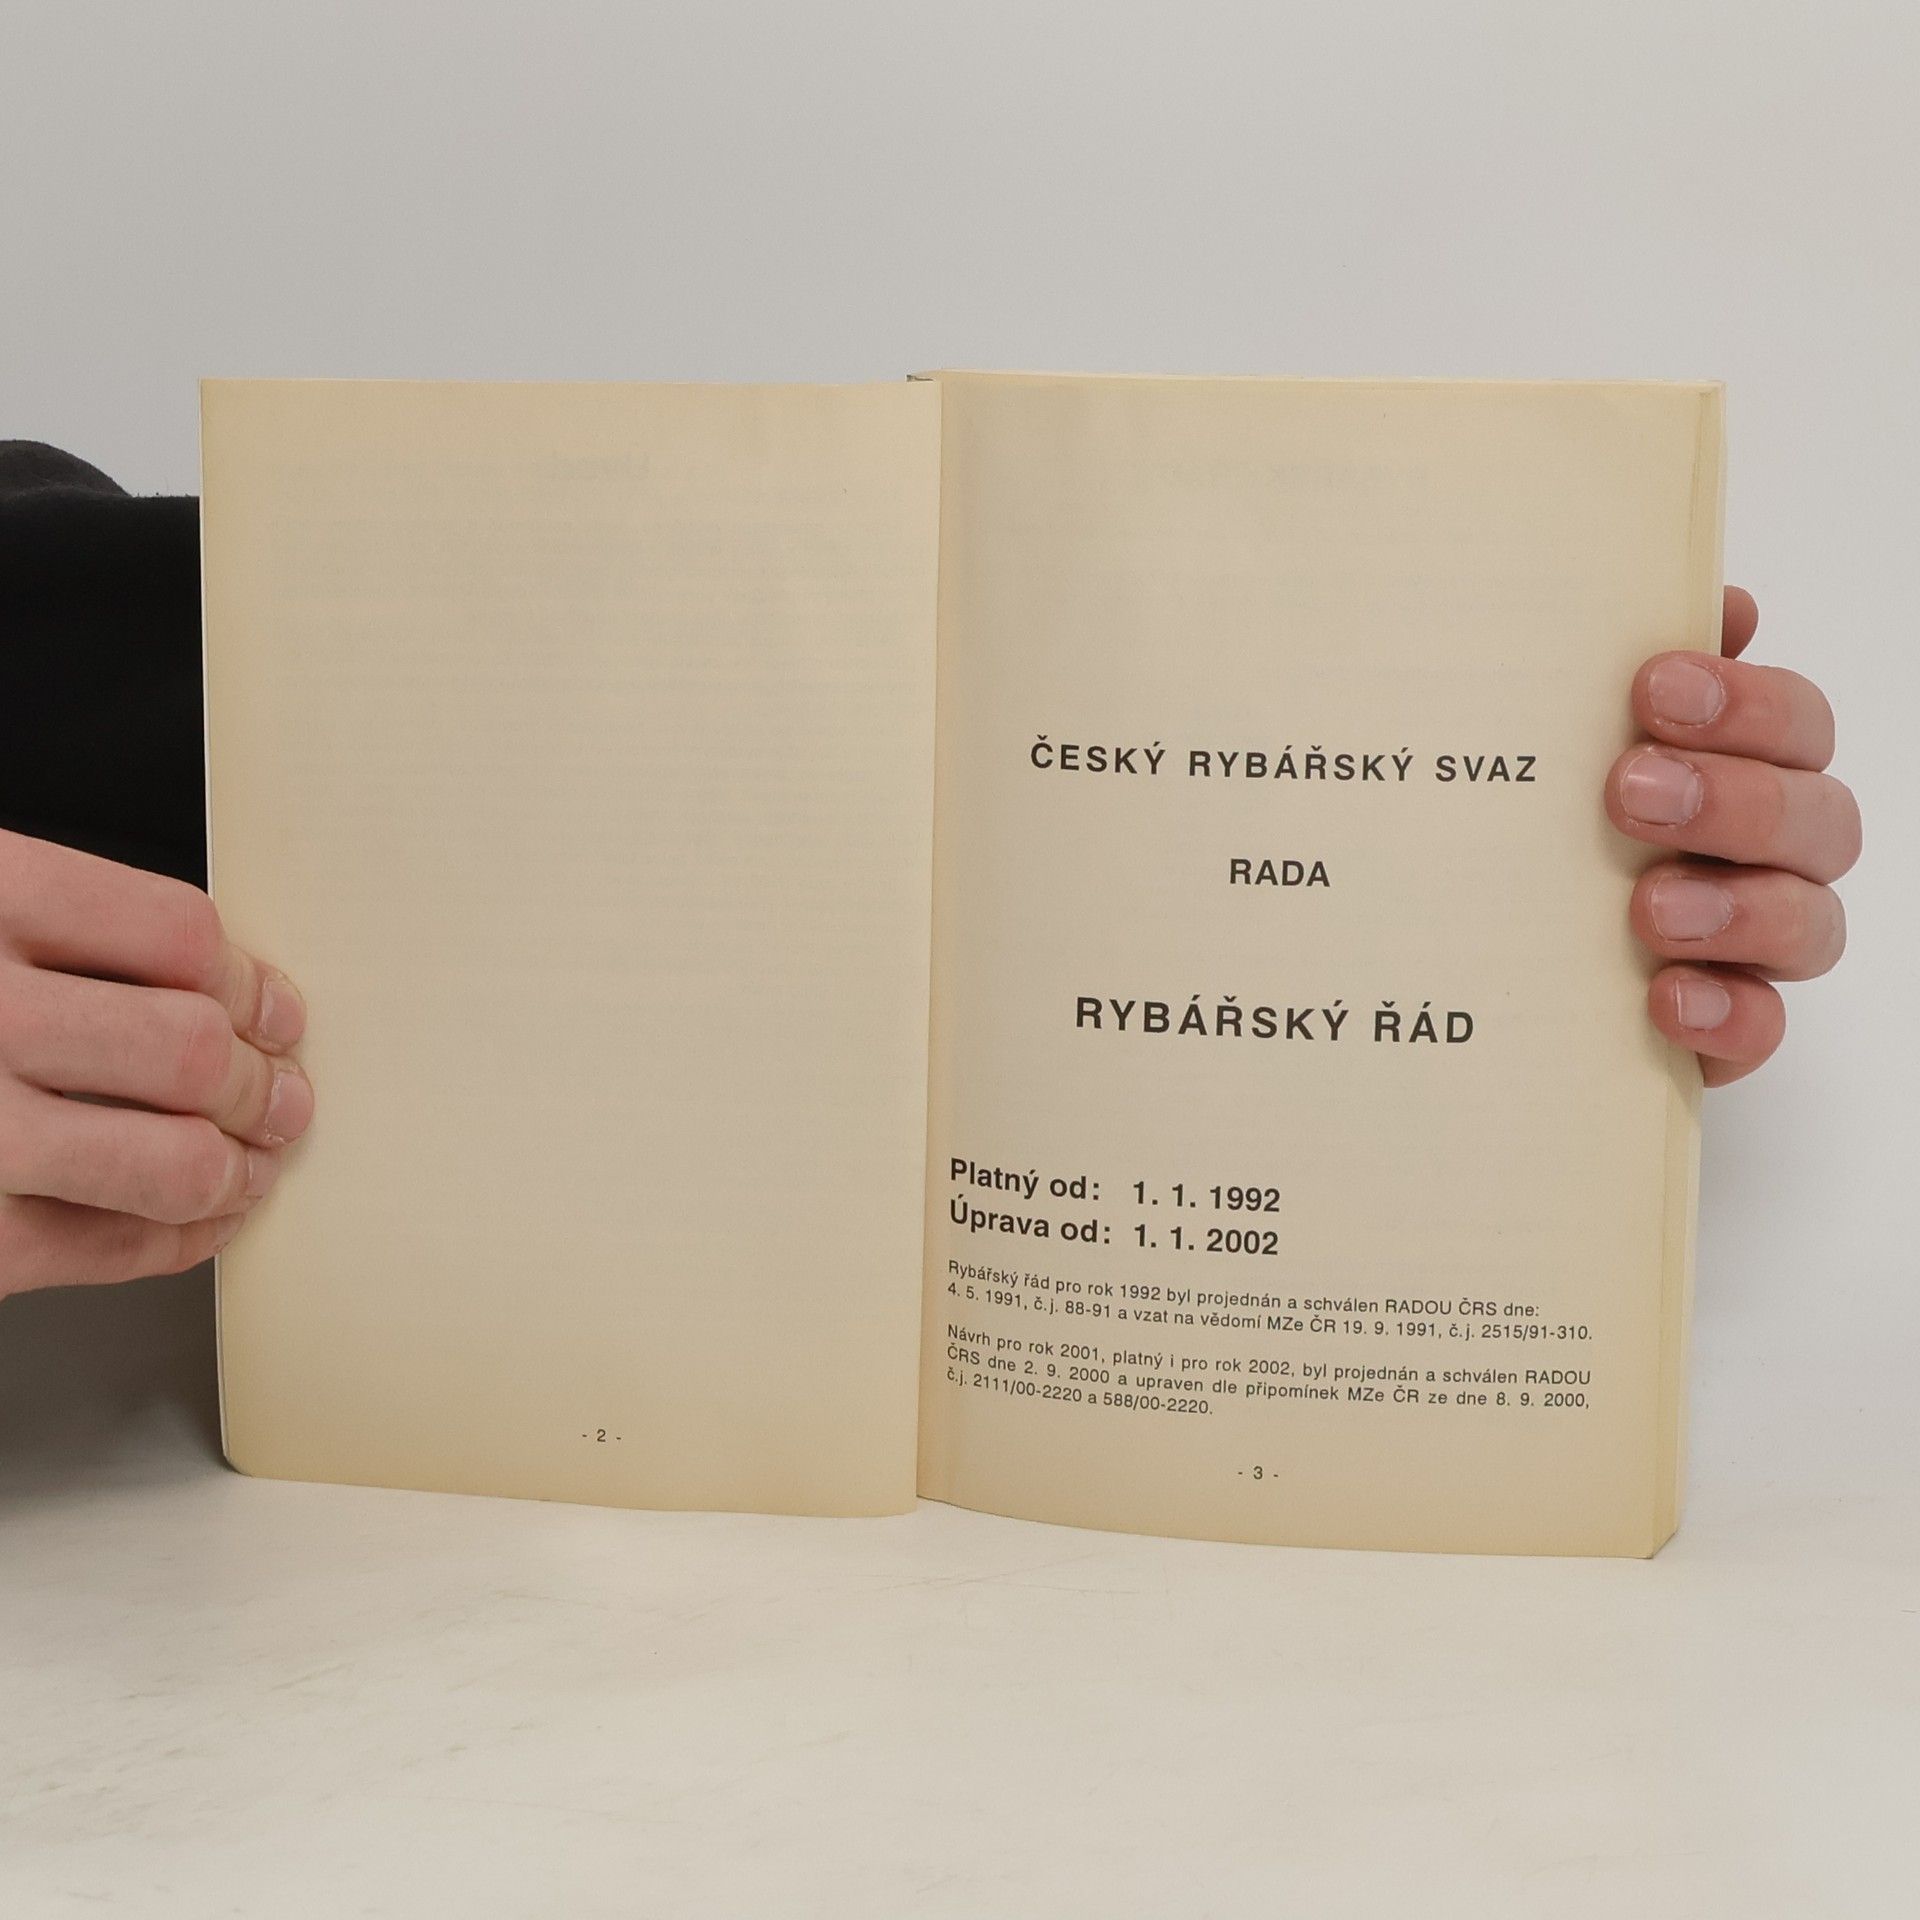 - 2 -
ČESKÝ RYBÁŘSKÝ SVAZ
RADA
RYBÁŘSKÝ ŘÁD
Platný od: 1. 1. 1992
Úprava od: 1. 1. 2002
Rybářský řád pro rok 1992 byl projednán a schválen RADOU ČRS dne:
4. 5. 1991, č.j. 88-91 a vzat na vědomí MZe ČR 19. 9. 1991, č.j. 2515/91-310.
Návrh pro rok 2001, platný i pro rok 2002, byl projednán a schválen RADOU
ČRS dne 2. 9. 2000 a upraven dle připomínek MZe ČR ze dne 8. 9. 2000,
č.j. 2111/00-2220 a 588/00-2220.
- 3 -